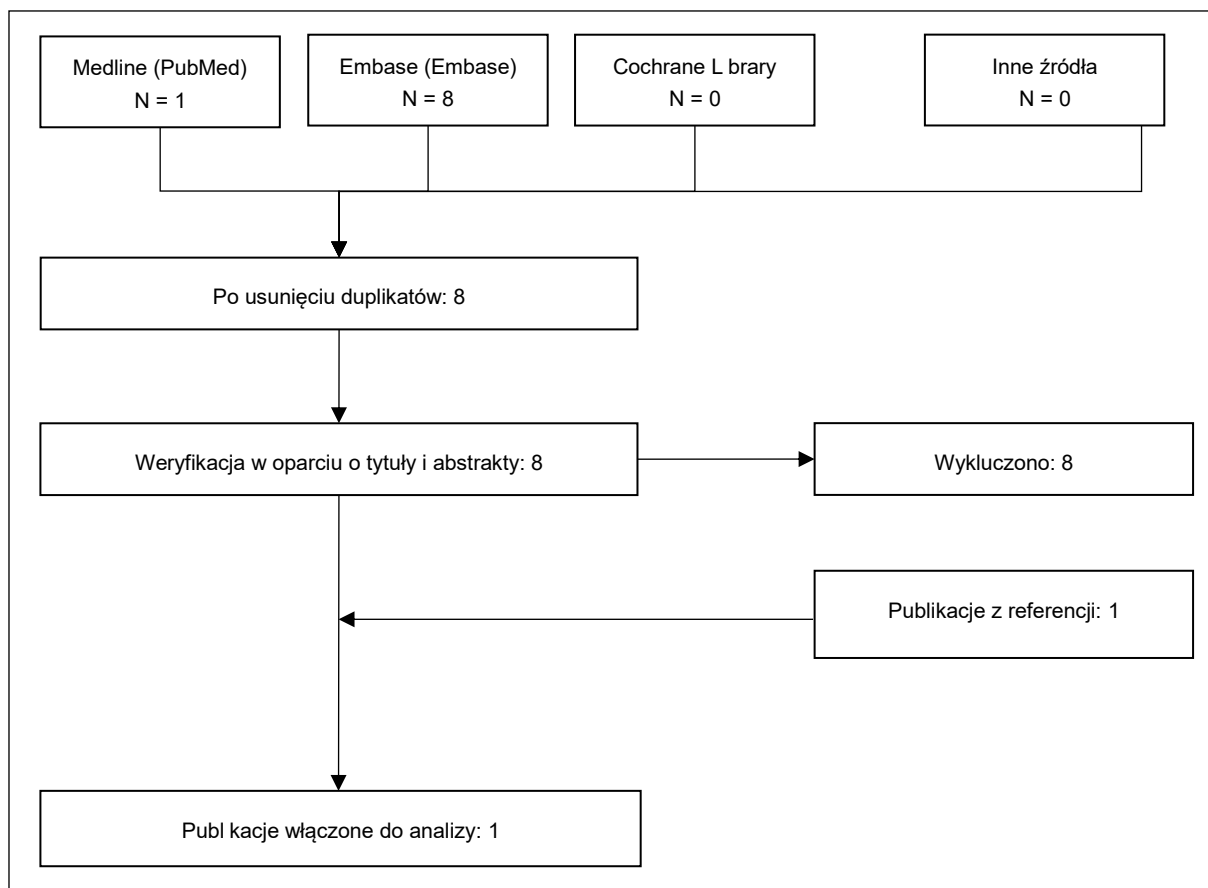 Medline (PubMed)
N = 1
Embase (Embase)
N = 8
Cochrane L brary
N = 0
Inne źródła
N = 0
Po usunięciu duplikatów: 8
Weryfikacja w oparciu o tytuły i abstrakty: 8
Wykluczono: 8
Publikacje z referencji: 1
Publ kacje włączone do analizy: 1